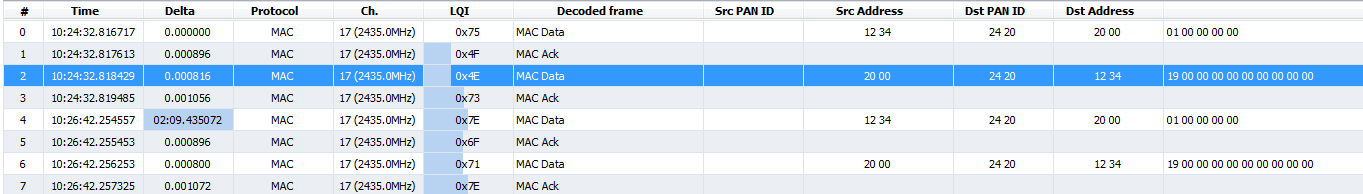 # Time Delta Protocol Ch. LQI Decoded frame Src PAN ID Src Address Dst PAN ID Dst Address
0 10:24:32.816717 0.000000 MAC 17 (2435.0MHz) 0x75 MAC Data 12 34 24 20 20 00 01 00 00 00 00
1 10:24:32.817613 0.000896 MAC 17 (2435.0MHz) 0x4F MAC Ack
2 10:24:32.818429 0.000816 MAC 17 (2435.0MHz) 0x4E MAC Data 20 00 24 20 12 34 19 00 00 00 00 00 00 00 00 00
3 10:24:32.819485 0.001056 MAC 17 (2435.0MHz) 0x73 MAC Ack
4 10:26:42.254557 02:09.435072 MAC 17 (2435.0MHz) 0x7E MAC Data 12 34 24 20 20 00 01 00 00 00 00
5 10:26:42.255453 0.000896 MAC 17 (2435.0MHz) 0x6F MAC Ack
6 10:26:42.256253 0.000800 MAC 17 (2435.0MHz) 0x71 MAC Data 20 00 24 20 12 34 19 00 00 00 00 00 00 00 00 00
7 10:26:42.257325 0.001072 MAC 17 (2435.0MHz) 0x7E MAC Ack